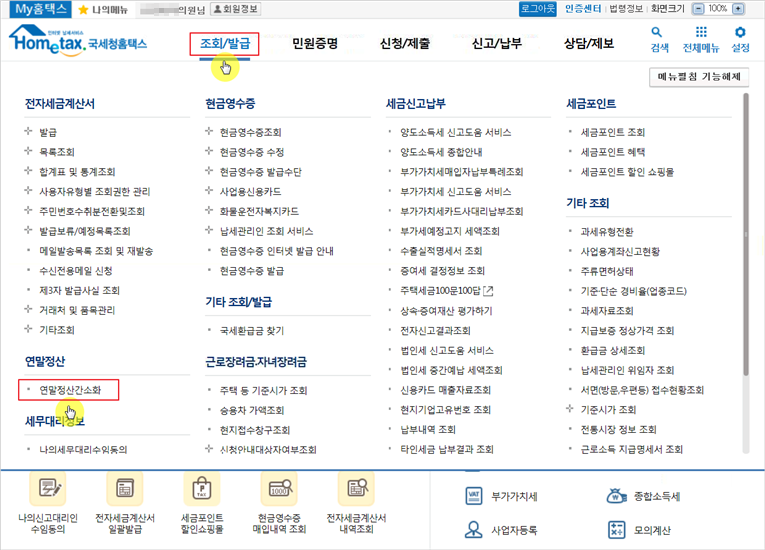 My홈택스
나의메뉴
의원님
회원정보
로그아웃
인증센터
법령정보
화면크기
100%
인터넷 납세서비스
Hometax. 국세청홈택스
조회/발급
민원증명
신청/제출
신고/납부
상담/제보
검색
전체메뉴
설정
메뉴펼침 기능해제
전자세금계산서
발급
목록조회
합계표 및 통계조회
사용자유형별 조회권한 관리
주민번호수취분전환및조회
발급보류/예정목록조회
메일발송목록 조회 및 재발송
수신전용메일 신청
제3자 발급사실 조회
거래처 및 품목관리
기타조회
연말정산
연말정산간소화
세무대리정보
나의세무대리수임동의
현금영수증
현금영수증조회
현금영수증 수정
현금영수증 발급수단
사업용신용카드
화물운전자복지카드
납세관리인 조회 서비스
현금영수증 인터넷 발급 안내
현금영수증 발급
기타 조회/발급
국세환급금 찾기
근로장려금·자녀장려금
주택 등 기준시가 조회
승용차 가액조회
현지접수창구조회
신청안내대상자여부조회
세금신고납부
양도소득세 신고도움 서비스
양도소득세 종합안내
부가가치세매입자납부특례조회
부가가치세 신고도움 서비스
부가가치세카드사대리납부조회
부가세예정고지 세액조회
수출실적명세서 조회
증여세 결정정보 조회
주택세금100문100답
상속·증여재산 평가하기
전자신고결과조회
법인세 신고도움 서비스
법인세 중간예납 세액조회
신용카드 매출자료조회
현지기업고유번호 조회
납부내역 조회
타인세금 납부결과 조회
세금포인트
세금포인트 조회
세금포인트 혜택
세금포인트 할인 쇼핑몰
기타 조회
과세유형전환
사업용계좌신고현황
주류면허상태
기준·단순 경비율(업종코드)
과세자료조회
지급보증 정상가격 조회
환급금 상세조회
납세관리인 위임자 조회
서면(방문,우편등) 접수현황조회
기준시가 조회
전통시장 정보 조회
근로소득 지급명세서 조회
나의신고대리인
수임동의
전자세금계산서
일괄발급
P
TAX
세금포인트
할인쇼핑몰
1000
현금영수증
매입내역 조회
전자세금계산서
내역조회
VAT
부가가치세
종합소득세
사업자등록
모의계산